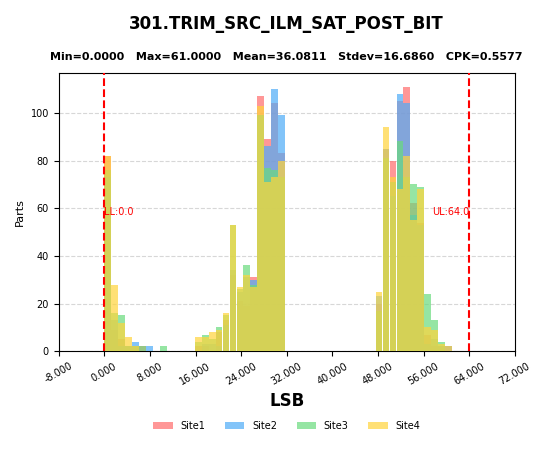 301.TRIM_SRC_ILM_SAT_POST_BIT
Min=0.0000 Max=61.0000 Mean=36.0811 Stdev=16.6860 CPK=0.5577
Parts
100
80
60
40
20
0
LL:0.0
UL:64.0
-8.000 0.000 8.000 16.000 24.000 32.000 40.000 48.000 56.000 64.000 72.000
LSB
Site1 Site2 Site3 Site4